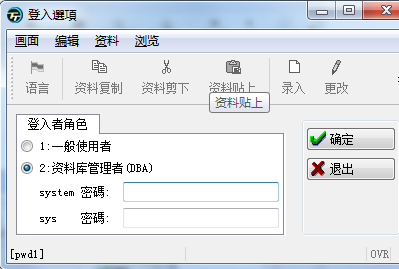 登入選項
画面 编辑 资料 浏览
语言 资料复制 资料剪下 资料贴上 录入 更改
资料贴上
登入者角色
1:一般使用者
2:资料库管理者(DBA)
system 密碼:
sys 密碼:
确定
退出
[pwd1] OVR